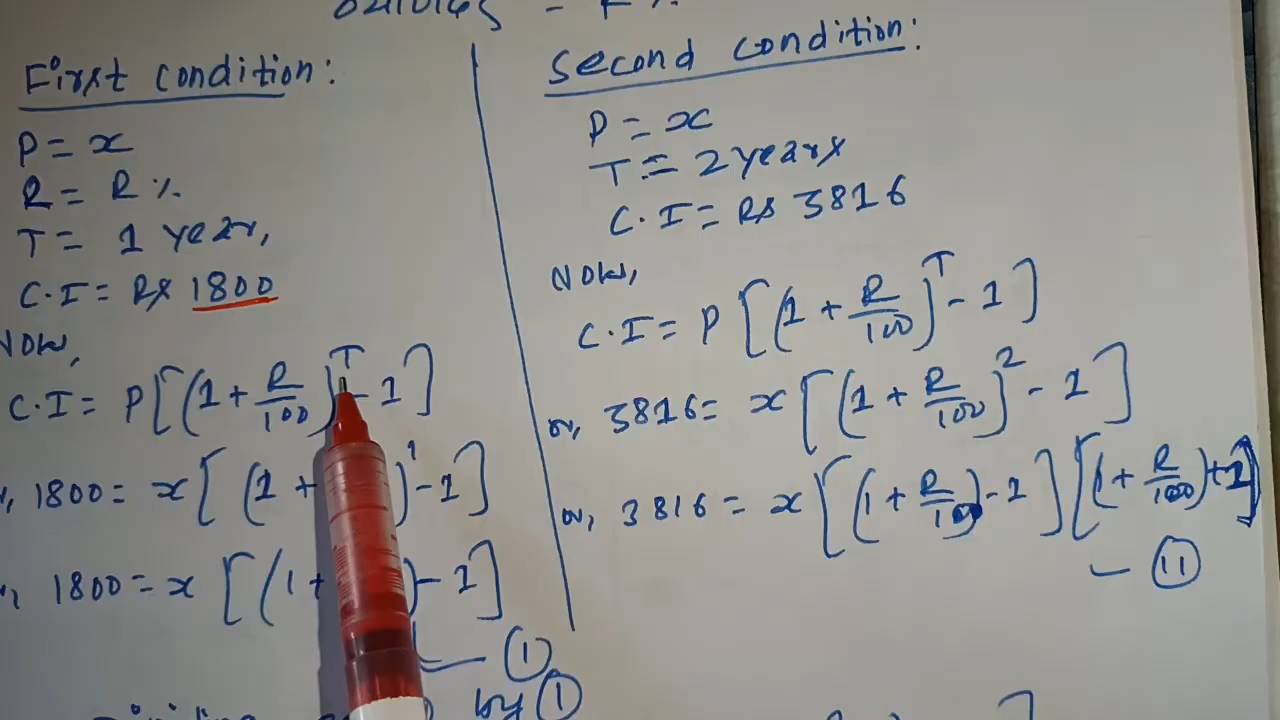 First condition:
P = x
R = R %
T = 1 year,
C.I = Rs 1800
Now,
C.I = P[(1 + R/100)^T - 1]
1800 = x[(1 + )^1 - 1]
1800 = x[(1 + ) - 1]
— (1)
by (1)
Second condition:
P = x
T = 2 years
C.I = Rs 3816
Now,
C.I = P[(1 + R/100)^T - 1]
or, 3816 = x[(1 + R/100)^2 - 1]
or, 3816 = x[(1 + R/100) - 1][(1 + R/100) + 1]
— (11)